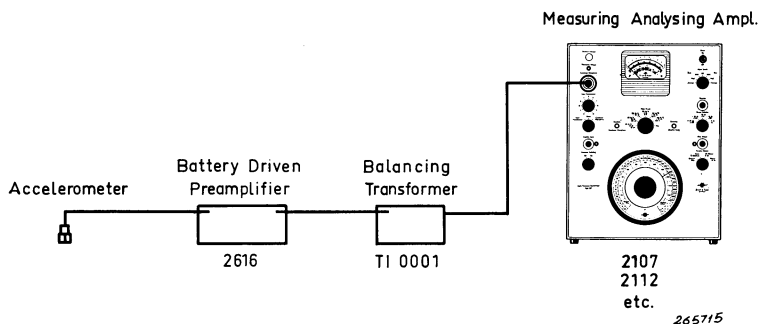 Measuring Analysing Ampl.
Battery Driven
Preamplifier
Balancing
Transformer
Accelerometer
2616
TI 0001
2107
2112
etc.
265715